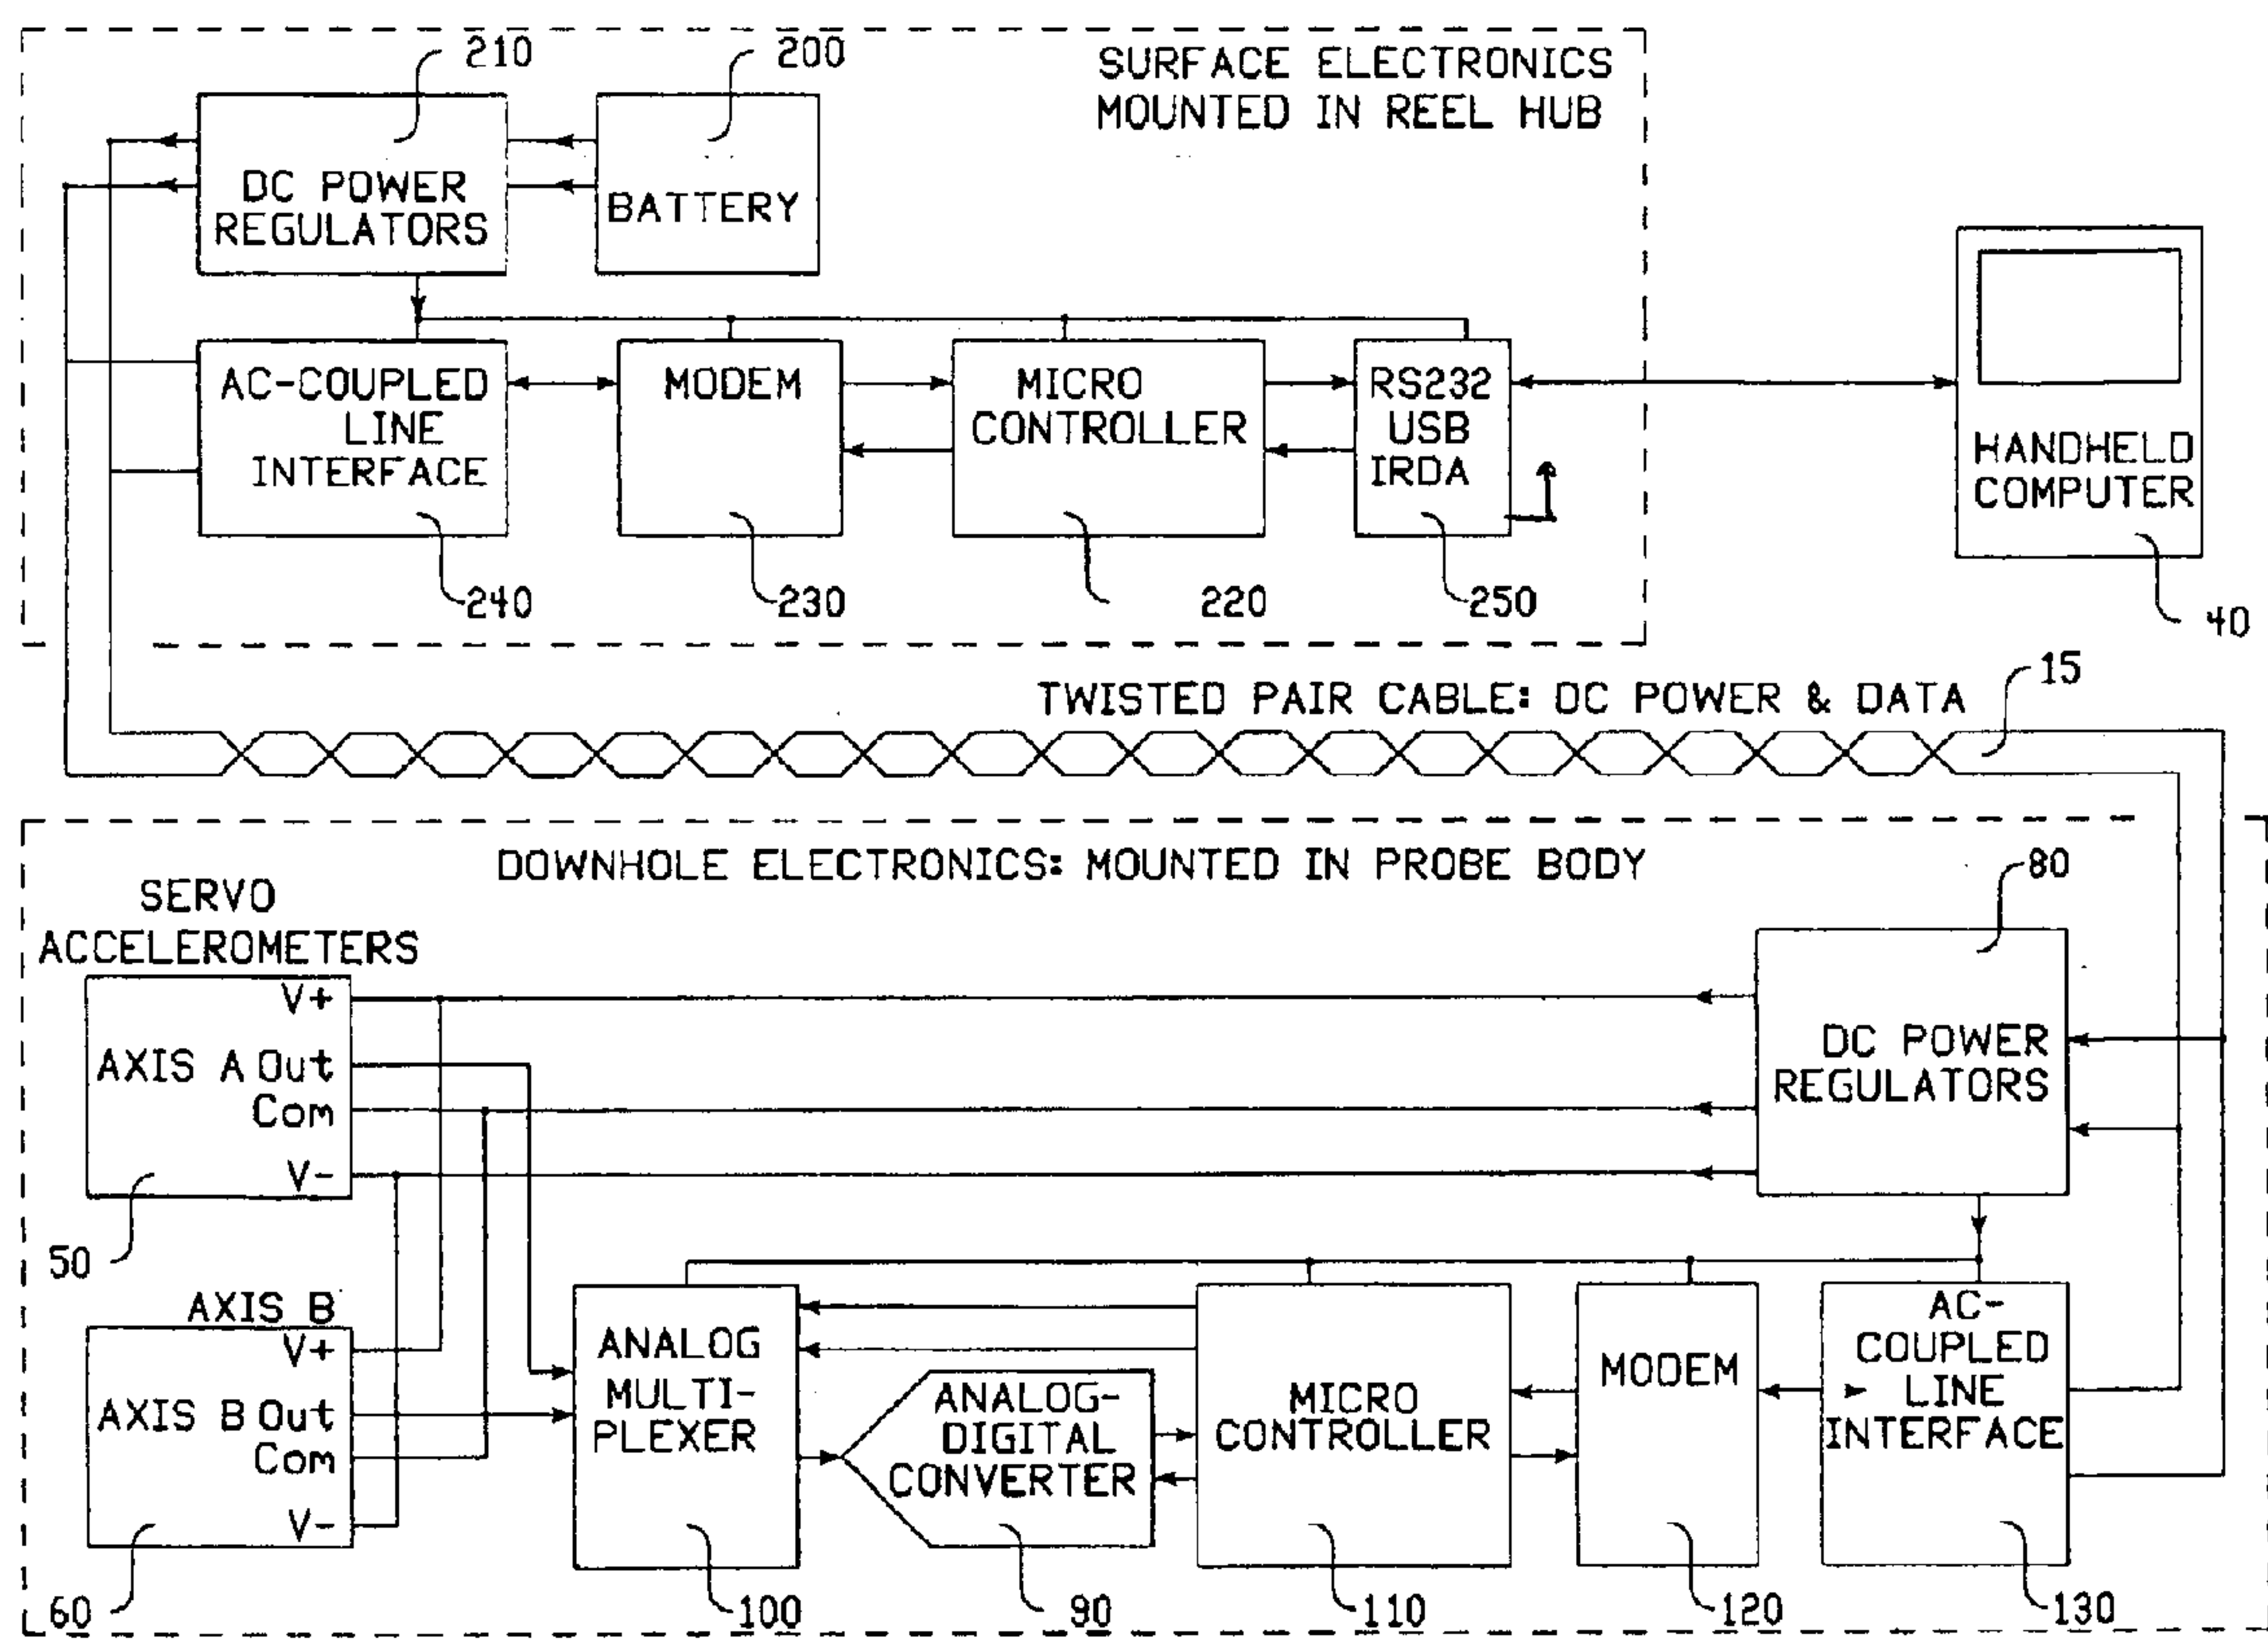 210
200
SURFACE ELECTRONICS
MOUNTED IN REEL HUB
DC POWER
REGULATORS
BATTERY
AC-COUPLED
LINE
INTERFACE
MODEM
MICRO
CONTROLLER
RS232
USB
IRDA
HANDHELD
COMPUTER
240
230
220
250
40
15
TWISTED PAIR CABLE: DC POWER & DATA
DOWNHOLE ELECTRONICS: MOUNTED IN PROBE BODY
80
SERVO
ACCELEROMETERS
V+
AXIS A Out
Com
V-
50
DC POWER
REGULATORS
AXIS B
V+
AXIS B Out
Com
V-
60
ANALOG
MULTI-
PLEXER
ANALOG-
DIGITAL
CONVERTER
MICRO
CONTROLLER
MODEM
AC-
COUPLED
LINE
INTERFACE
100
90
110
120
130